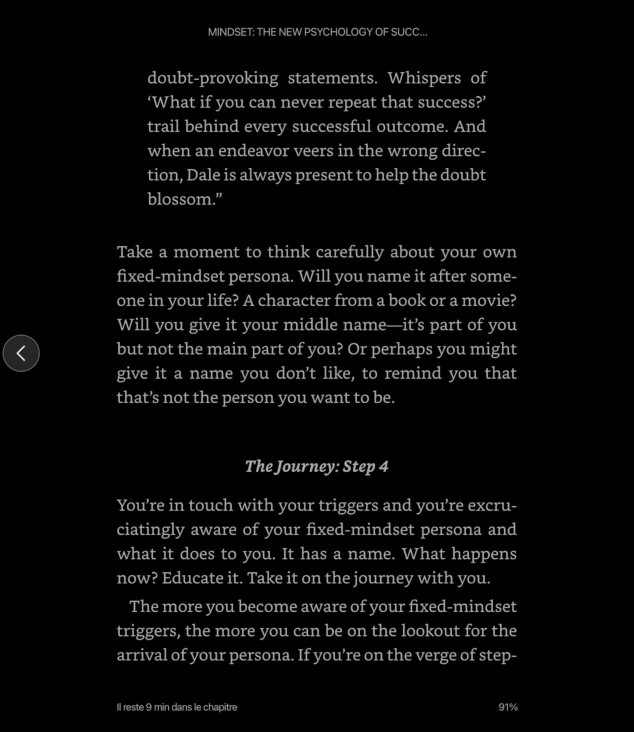 MINDSET: THE NEW PSYCHOLOGY OF SUCC...
doubt-provoking statements. Whispers of
‘What if you can never repeat that success?’
trail behind every successful outcome. And
when an endeavor veers in the wrong direc-
tion, Dale is always present to help the doubt
blossom.”
Take a moment to think carefully about your own
fixed-mindset persona. Will you name it after some-
one in your life? A character from a book or a movie?
Will you give it your middle name—it’s part of you
but not the main part of you? Or perhaps you might
give it a name you don’t like, to remind you that
that’s not the person you want to be.
The Journey: Step 4
You’re in touch with your triggers and you’re excru-
ciatingly aware of your fixed-mindset persona and
what it does to you. It has a name. What happens
now? Educate it. Take it on the journey with you.
The more you become aware of your fixed-mindset
triggers, the more you can be on the lookout for the
arrival of your persona. If you’re on the verge of step-
Il reste 9 min dans le chapitre
91%